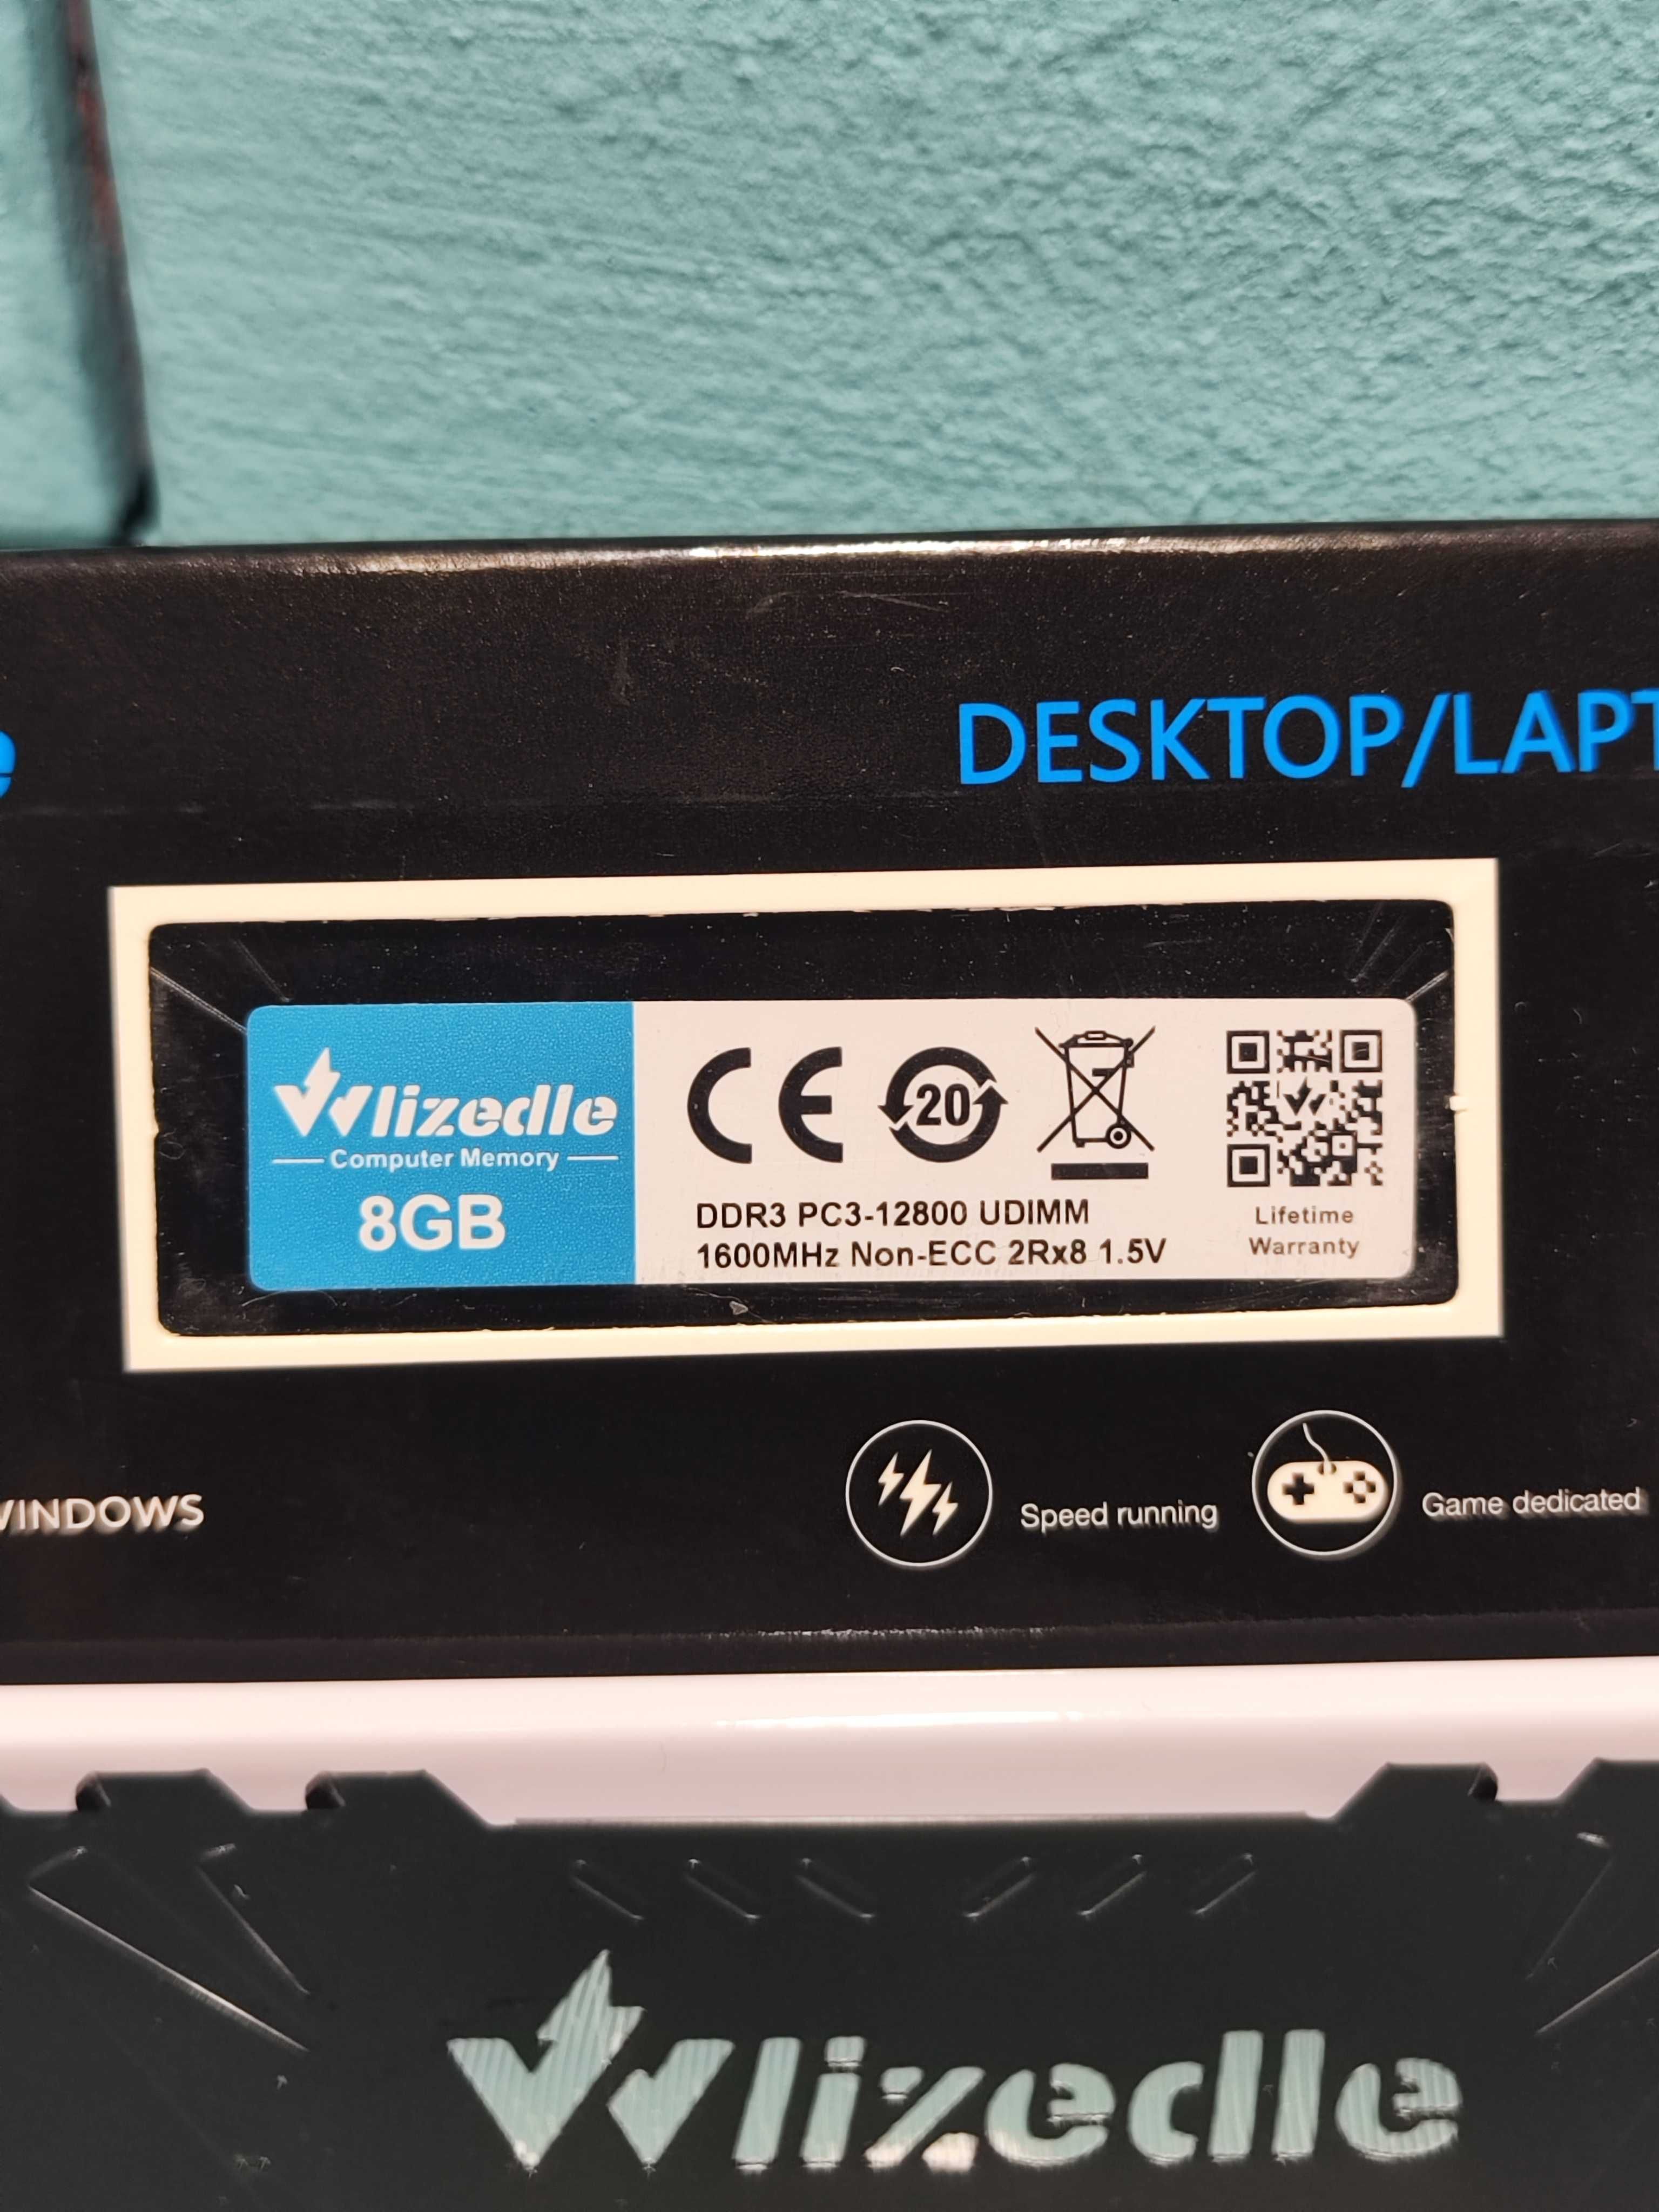 DESKTOP/LAPT
Wlizedle
Computer Memory
8GB
CE 20
DDR3 PC3-12800 UDIMM
1600MHz Non-ECC 2Rx8 1.5V
Lifetime
Warranty
WINDOWS
Speed running
Game dedicated
Wlizedle